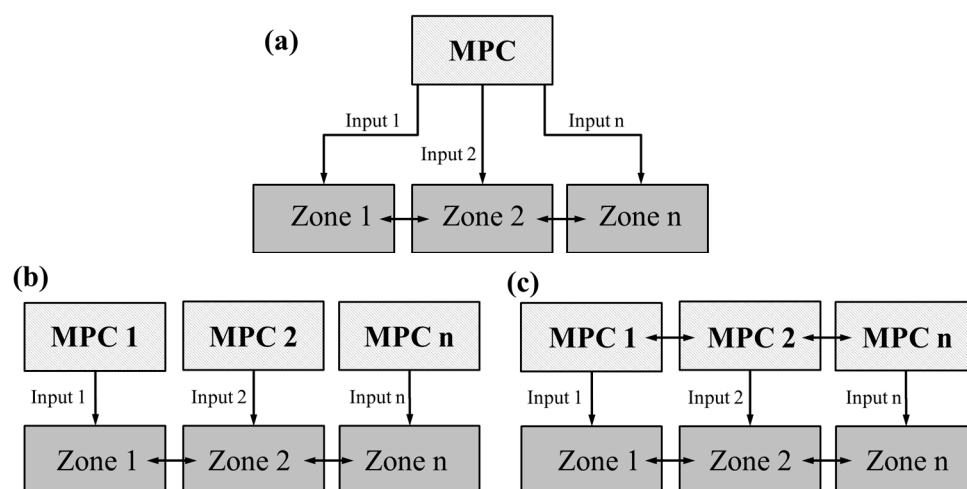 (a)
MPC
Input 1
Input 2
Input n
Zone 1
Zone 2
Zone n
(b)
MPC 1
MPC 2
MPC n
Input 1
Input 2
Input n
Zone 1
Zone 2
Zone n
(c)
MPC 1
MPC 2
MPC n
Input 1
Input 2
Input n
Zone 1
Zone 2
Zone n